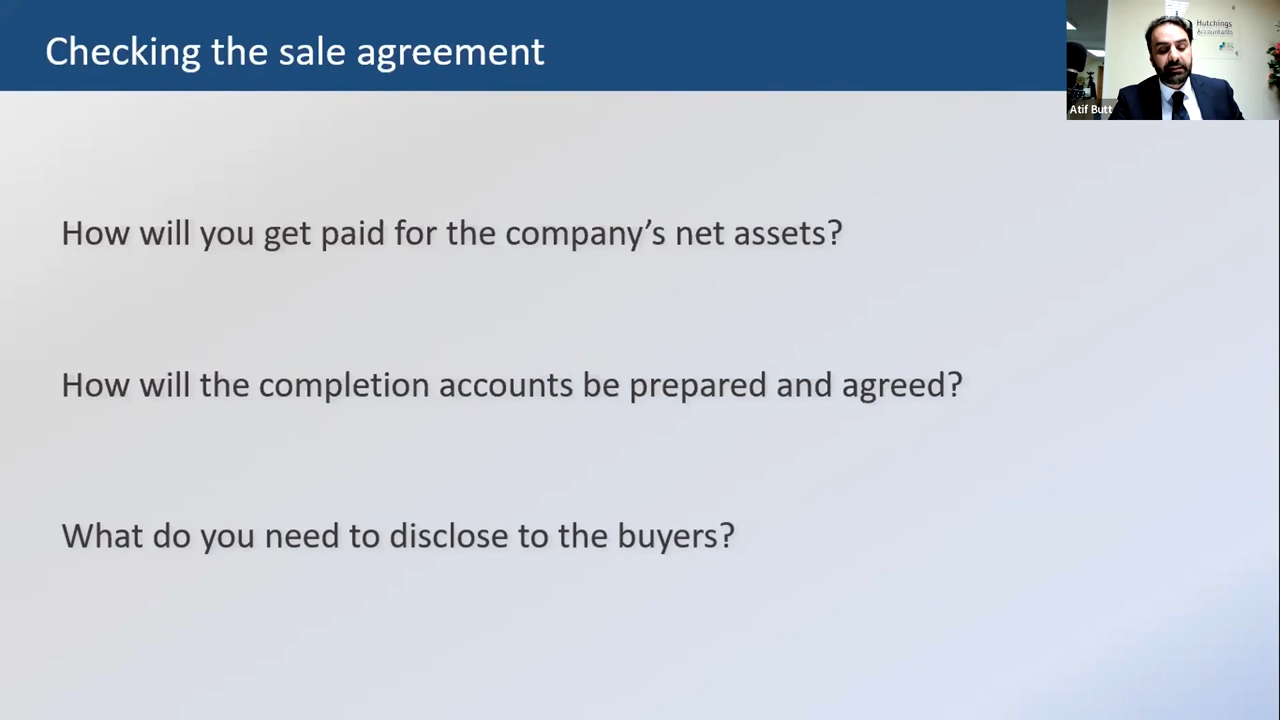 Checking the sale agreement
Hutchings
Accountants
Atif Butt
How will you get paid for the company’s net assets?
How will the completion accounts be prepared and agreed?
What do you need to disclose to the buyers?